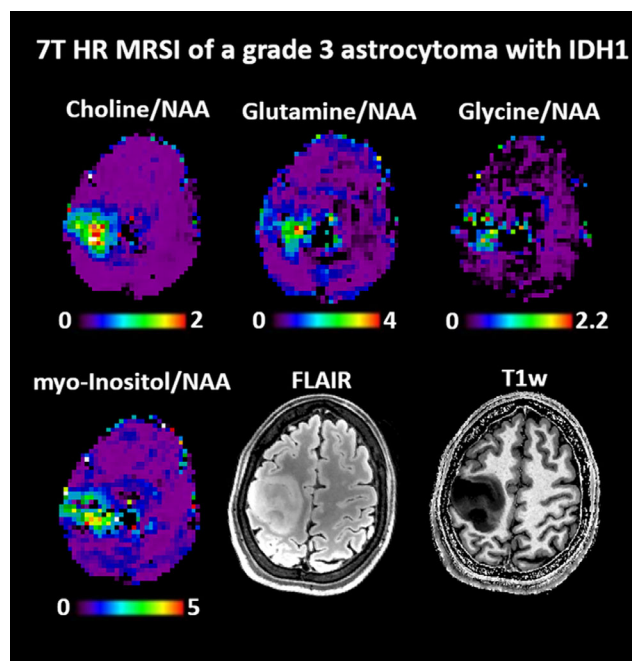 7T HR MRSI of a grade 3 astrocytoma with IDH1
Choline/NAA Glutamine/NAA Glycine/NAA
0 2 0 4 0 2.2
myo-Inositol/NAA FLAIR T1w
0 5